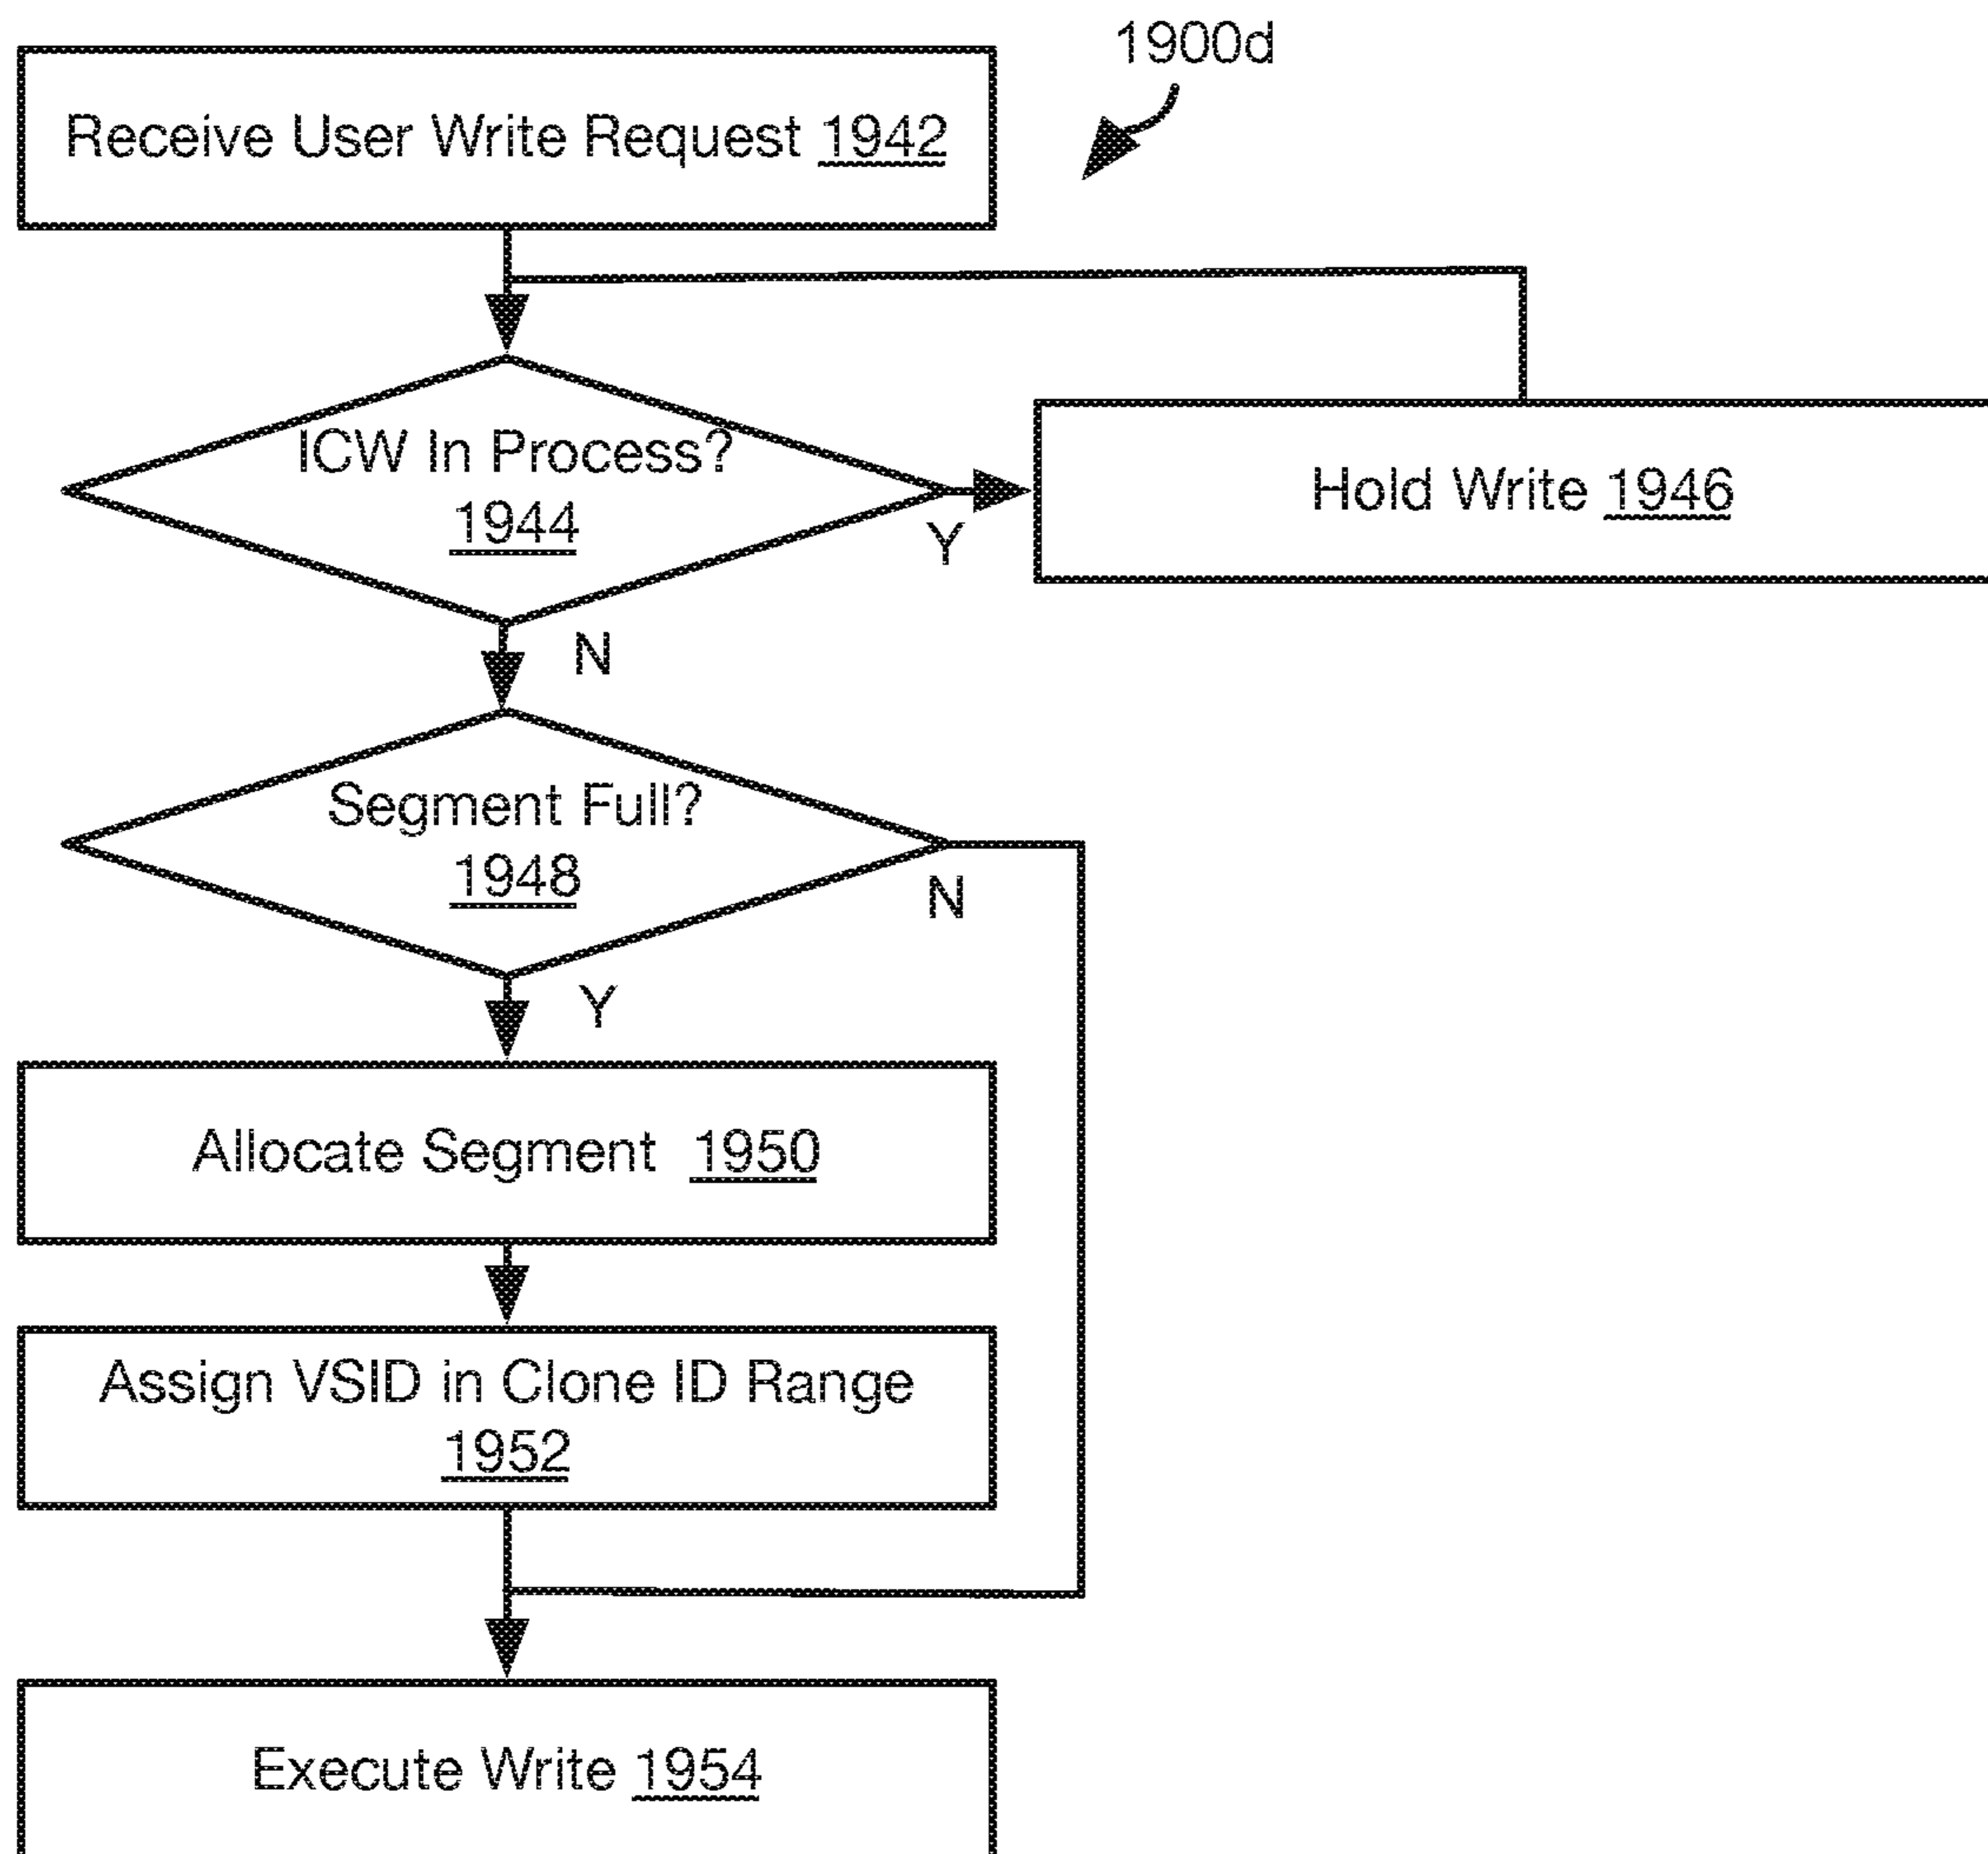 1900d
Receive User Write Request 1942
ICW In Process?
1944
Y
Hold Write 1946
N
Segment Full?
1948
N
Y
Allocate Segment 1950
Assign VSID in Clone ID Range
1952
Execute Write 1954